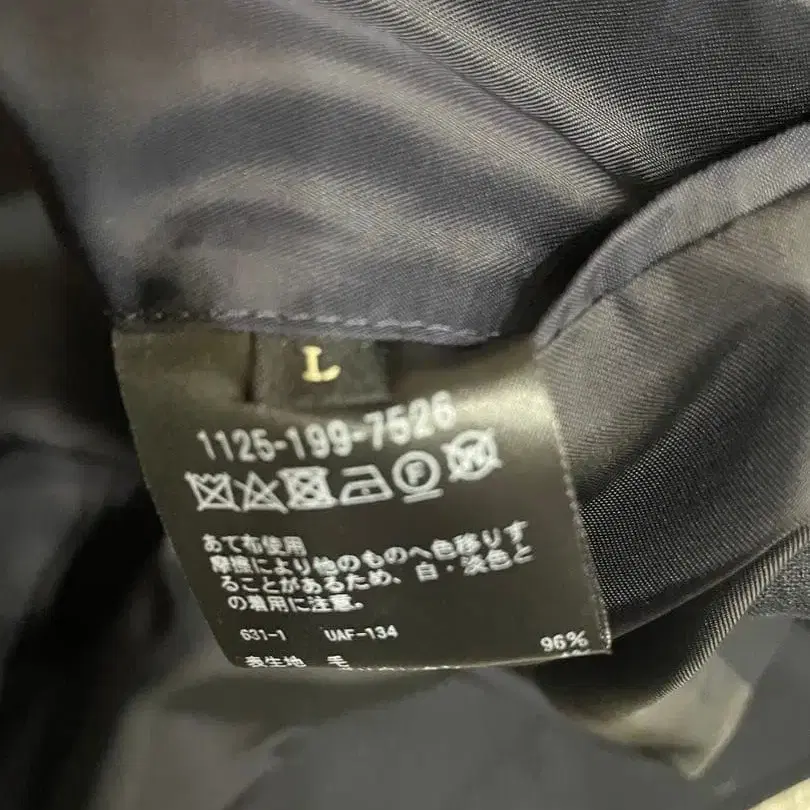 L
1125-199-7526
F W
あて布使用
摩擦により他のものへ色移りす
ることがあるため、白・淡色と
の着用に注意。
631-1 UAF-134
表生地 毛 96%